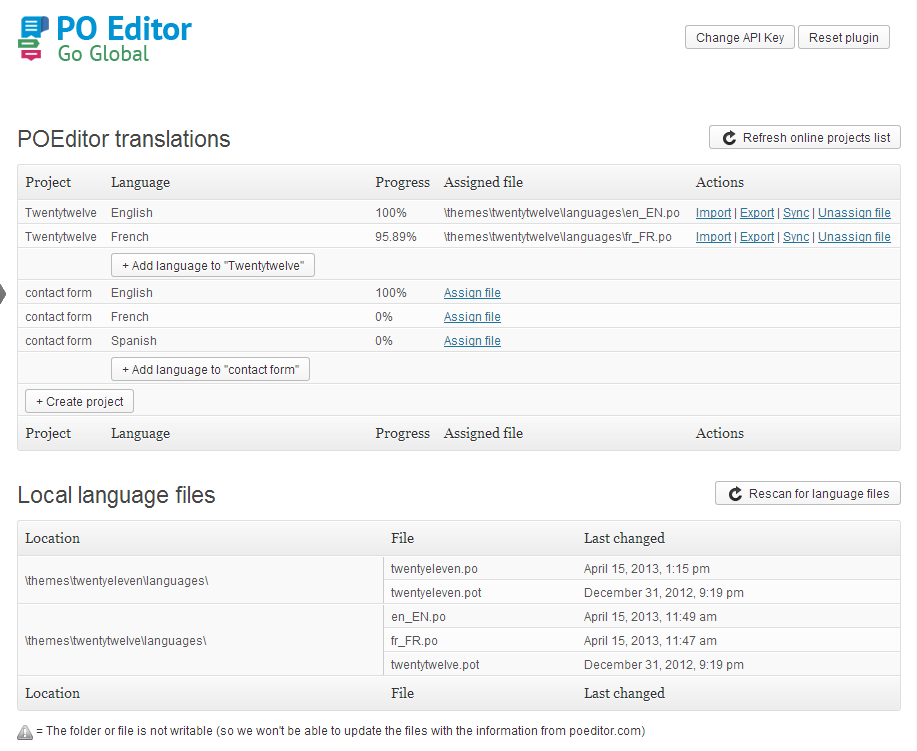 PO Editor
Go Global
Change API Key Reset plugin
POEditor translations
Refresh online projects list
Project Language Progress Assigned file Actions
Twentytwelve English 100% \themes\twentytwelve\languages\en_EN.po Import | Export | Sync | Unassign file
Twentytwelve French 95.89% \themes\twentytwelve\languages\fr_FR.po Import | Export | Sync | Unassign file
+ Add language to "Twentytwelve"
contact form English 100% Assign file
contact form French 0% Assign file
contact form Spanish 0% Assign file
+ Add language to "contact form"
+ Create project
Project Language Progress Assigned file Actions
Local language files
Rescan for language files
Location File Last changed
\themes\twentyeleven\languages\
twentyeleven.po April 15, 2013, 1:15 pm
twentyeleven.pot December 31, 2012, 9:19 pm
\themes\twentytwelve\languages\
en_EN.po April 15, 2013, 11:49 am
fr_FR.po April 15, 2013, 11:47 am
twentytwelve.pot December 31, 2012, 9:19 pm
Location File Last changed
= The folder or file is not writable (so we won't be able to update the files with the information from poeditor.com)